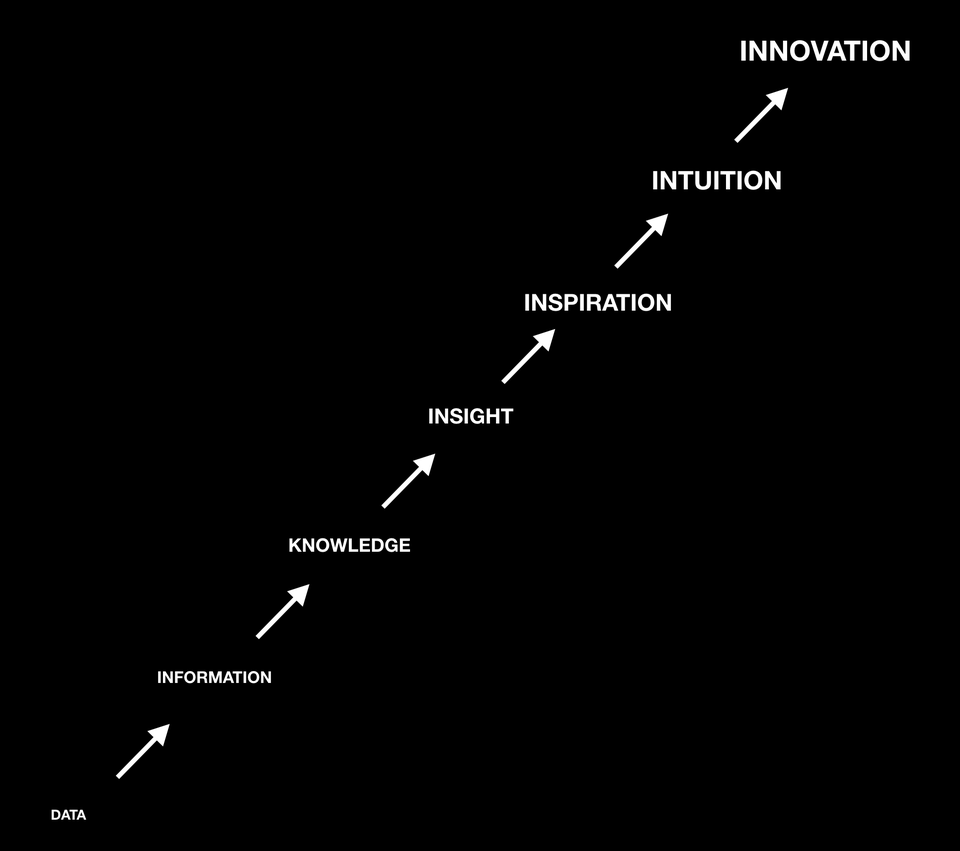 INNOVATION
INTUITION
INSPIRATION
INSIGHT
KNOWLEDGE
INFORMATION
DATA